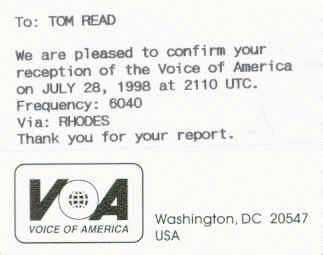 To: TOM READ
We are pleased to confirm your
reception of the Voice of America
on JULY 28, 1998 at 2110 UTC.
Frequency: 6040
Via: RHODES
Thank you for your report.
VOA
VOICE OF AMERICA
Washington, DC 20547
USA